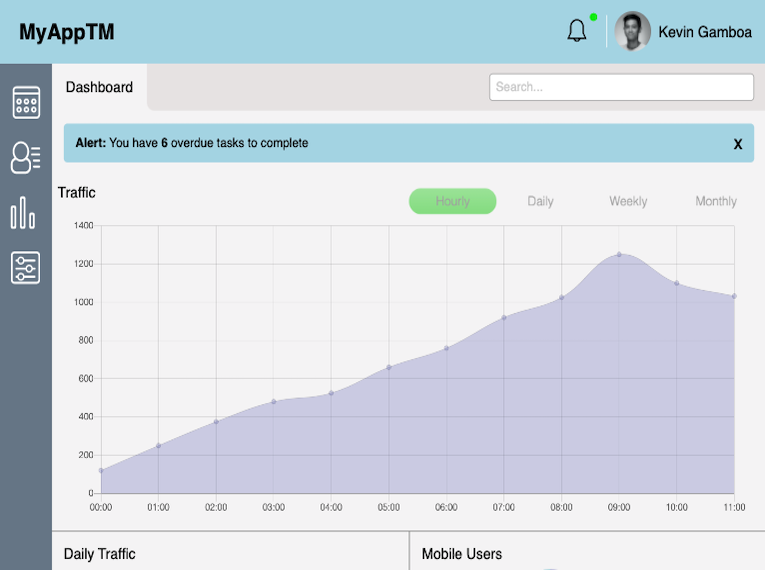 MyAppTM
Kevin Gamboa
Dashboard
Search...
Alert: You have 6 overdue tasks to complete
X
Traffic
Hourly Daily Weekly Monthly
1400
1200
1000
800
600
400
200
0
00:00 01:00 02:00 03:00 04:00 05:00 06:00 07:00 08:00 09:00 10:00 11:00
Daily Traffic
Mobile Users